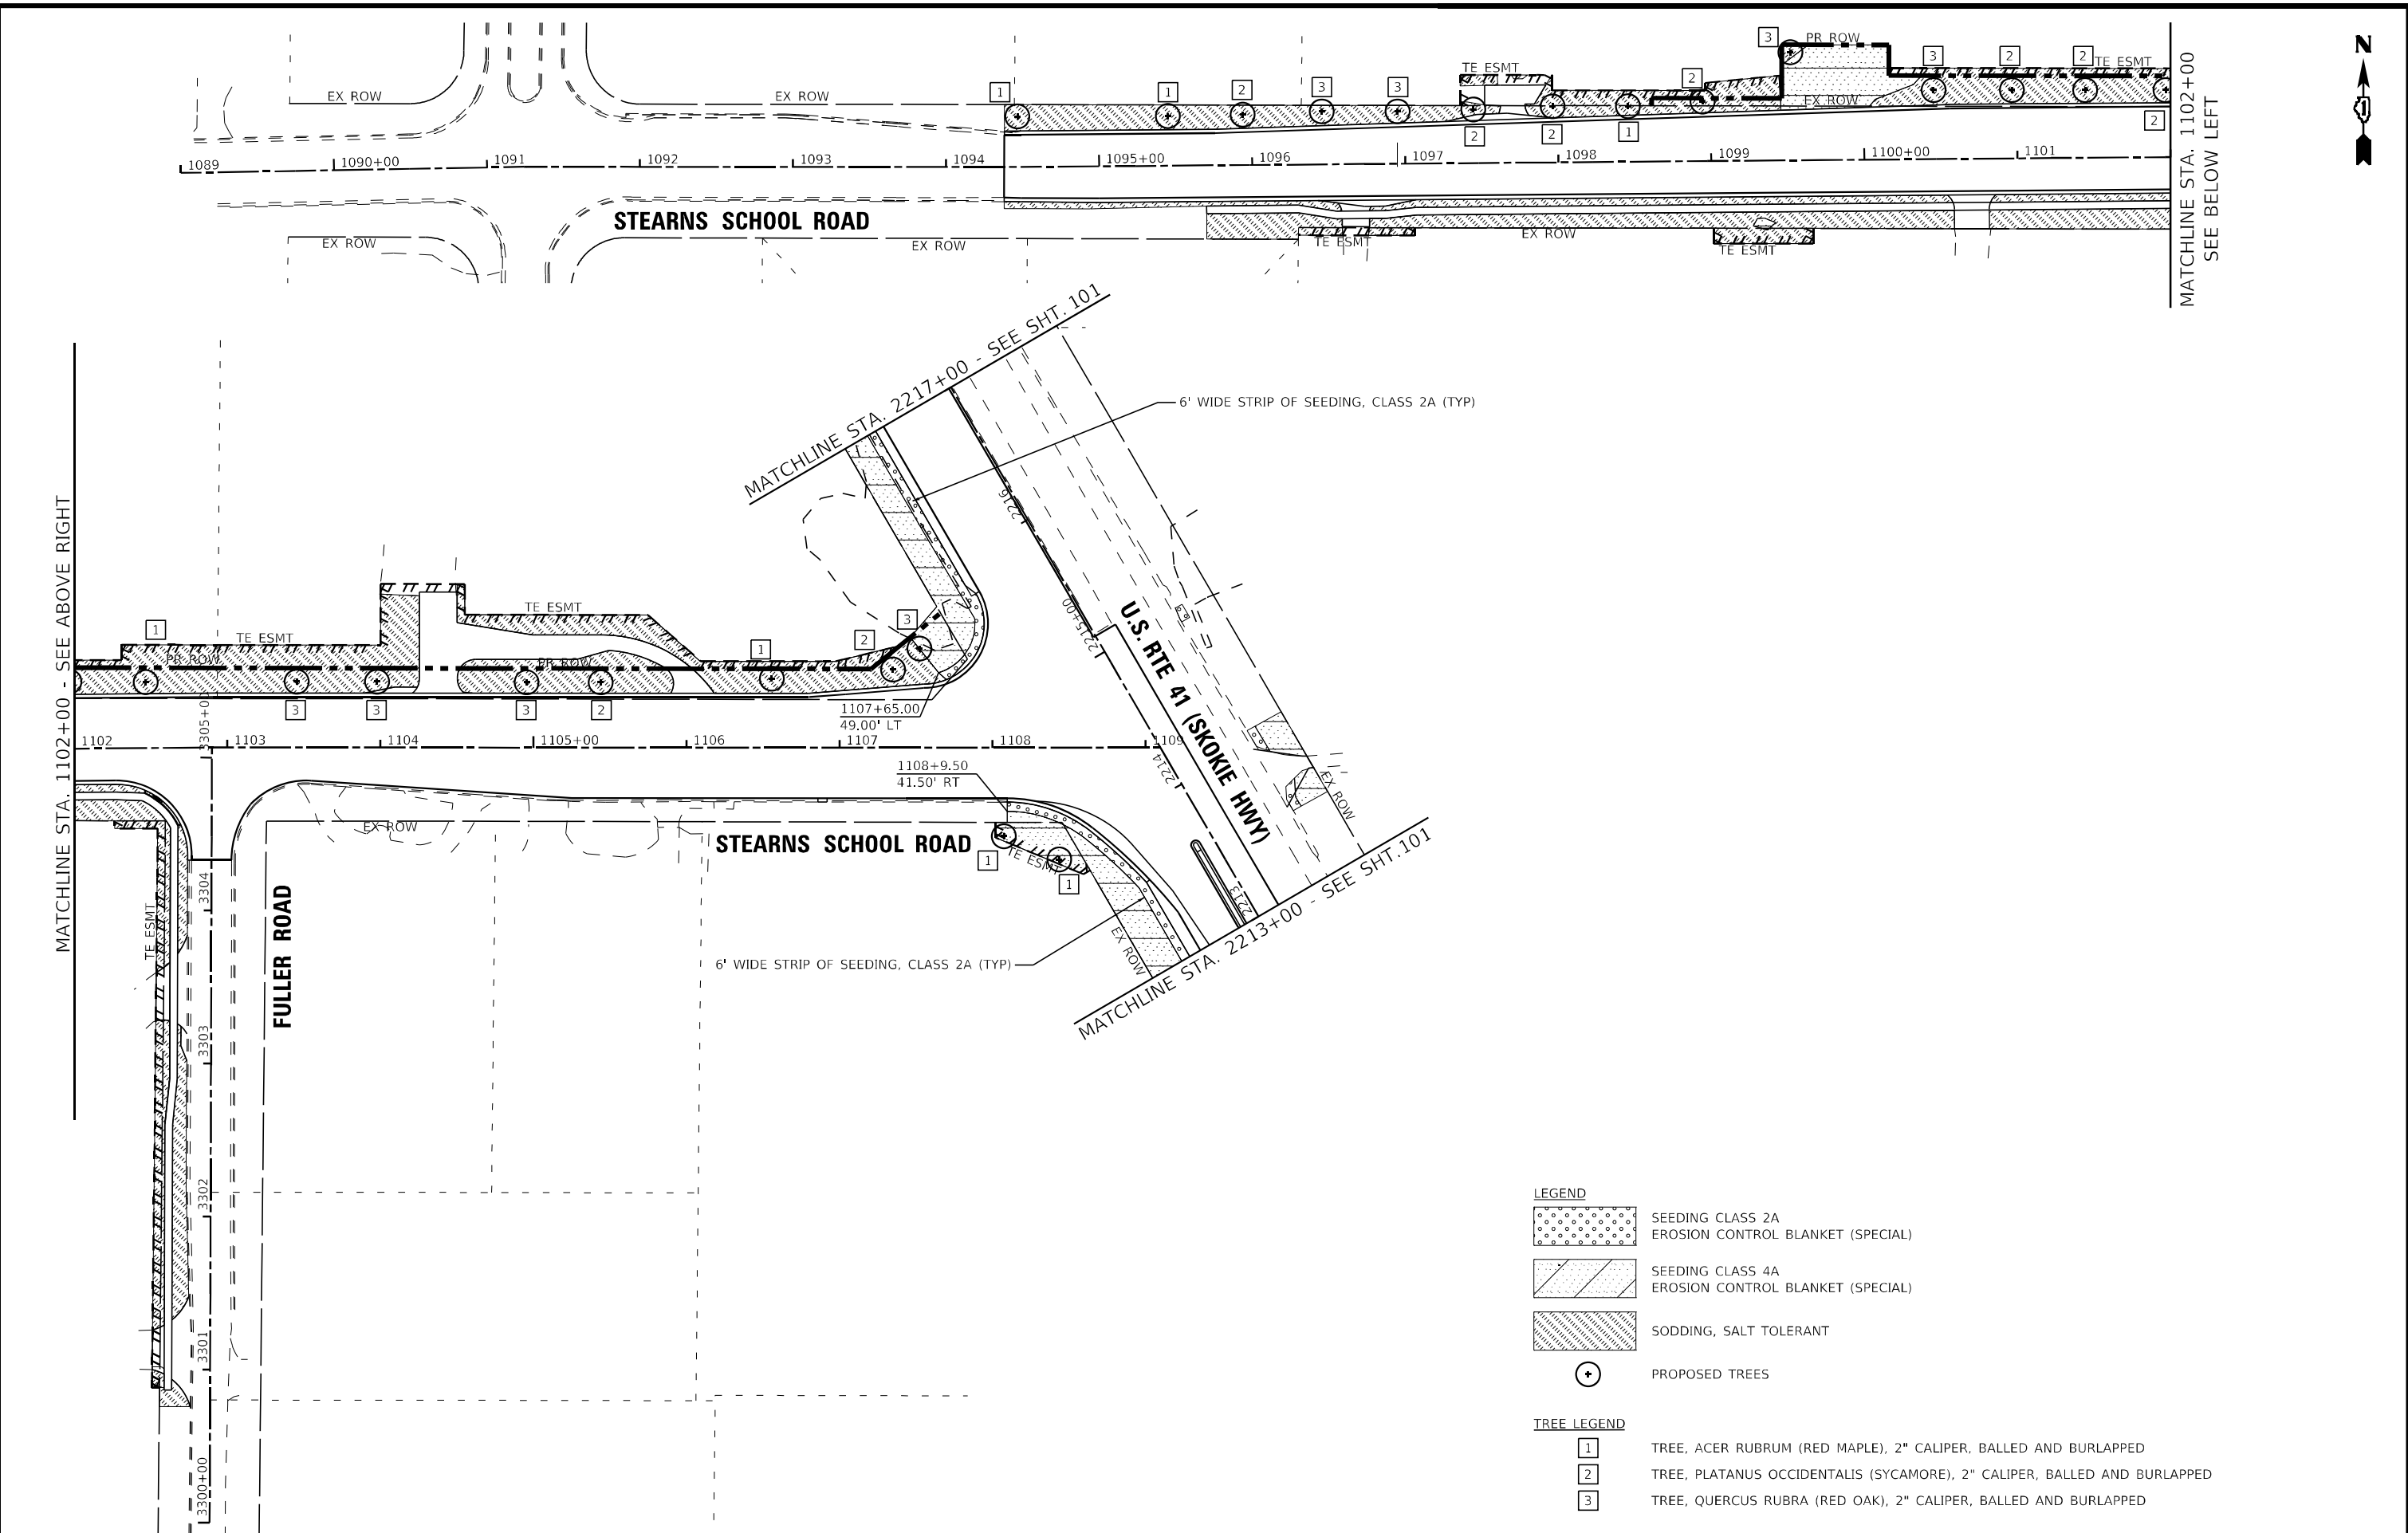 3
PR ROW
N
TE ESMT
2
3
2
2
TE ESMT
EX ROW
EX ROW
1
1
2
3
3
EX ROW
2
2
1
2
1089
1090+00
1091
1092
1093
1094
1095+00
1096
1097
1098
1099
1100+00
1101
MATCHLINE STA. 1102+00
SEE BELOW LEFT
STEARNS SCHOOL ROAD
EX ROW
EX ROW
TE ESMT
EX ROW
TE ESMT
MATCHLINE STA. 2217+00 - SEE SHT. 101
6' WIDE STRIP OF SEEDING, CLASS 2A (TYP)
2216
2215+00
U.S. RTE 41 (SKOKIE HWY)
2214
2213
EX ROW
MATCHLINE STA. 1102+00 - SEE ABOVE RIGHT
1
TE ESMT
PR ROW
TE ESMT
PR ROW
1
2
3
3
3
3
2
1107+65.00
49.00' LT
3305+00
1102
1103
1104
1105+00
1106
1107
1108
1109
1108+9.50
41.50' RT
EX ROW
STEARNS SCHOOL ROAD
1
TE ESMT
1
EX ROW
6' WIDE STRIP OF SEEDING, CLASS 2A (TYP)
MATCHLINE STA. 2213+00 - SEE SHT.101
TE ESMT
FULLER ROAD
3304
3303
3302
3301
3300+00
LEGEND
SEEDING CLASS 2A
EROSION CONTROL BLANKET (SPECIAL)
SEEDING CLASS 4A
EROSION CONTROL BLANKET (SPECIAL)
SODDING, SALT TOLERANT
PROPOSED TREES
TREE LEGEND
1 TREE, ACER RUBRUM (RED MAPLE), 2" CALIPER, BALLED AND BURLAPPED
2 TREE, PLATANUS OCCIDENTALIS (SYCAMORE), 2" CALIPER, BALLED AND BURLAPPED
3 TREE, QUERCUS RUBRA (RED OAK), 2" CALIPER, BALLED AND BURLAPPED